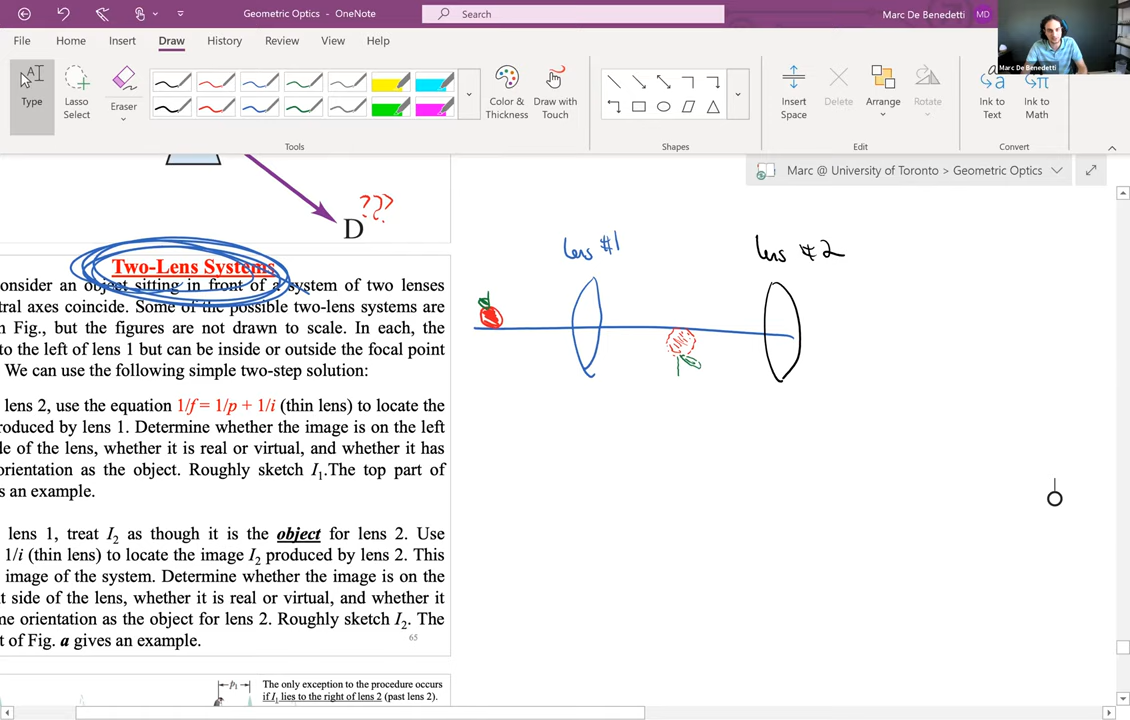 Geometric Optics - OneNote
Search
Marc De Benedetti
MD
File
Home
Insert
Draw
History
Review
View
Help
Marc De Benedetti
Type
Lasso Select
Eraser
Color & Thickness
Draw with Touch
Insert Space
Delete
Arrange
Rotate
Ink to Text
Ink to Math
Tools
Shapes
Edit
Convert
Marc @ University of Toronto > Geometric Optics
???
D
lens #1
lens #2
Two-Lens Systems
onsider an object sitting in front of a system of two lenses
tral axes coincide. Some of the possible two-lens systems are
n Fig., but the figures are not drawn to scale. In each, the
to the left of lens 1 but can be inside or outside the focal point
We can use the following simple two-step solution:
lens 2, use the equation 1/f = 1/p + 1/i (thin lens) to locate the
roduced by lens 1. Determine whether the image is on the left
de of the lens, whether it is real or virtual, and whether it has
orientation as the object. Roughly sketch I1.The top part of
s an example.
lens 1, treat I2 as though it is the object for lens 2. Use
1/i (thin lens) to locate the image I2 produced by lens 2. This
image of the system. Determine whether the image is on the
t side of the lens, whether it is real or virtual, and whether it
me orientation as the object for lens 2. Roughly sketch I2. The
t of Fig. a gives an example.
65
p1
The only exception to the procedure occurs
if I1 lies to the right of lens 2 (past lens 2).